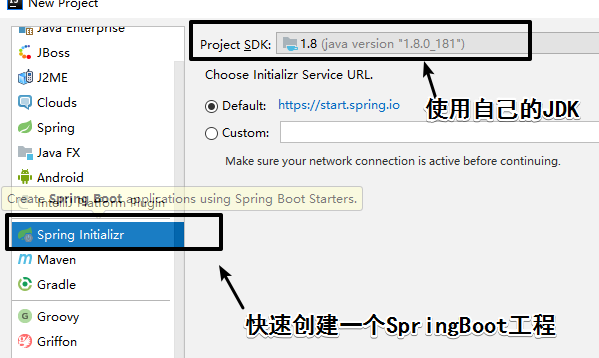 New Project
Java Enterprise
JBoss
J2ME
Clouds
Spring
Java FX
Android
IntelliJ Platform Plugin
Create Spring Boot applications using Spring Boot Starters.
Spring Initializr
Maven
Gradle
Groovy
Griffon
Project SDK: 1.8 (java version "1.8.0_181")
Choose Initializr Service URL.
Default: https://start.spring.io
使用自己的JDK
Custom:
Make sure your network connection is active before continuing.
快速创建一个SpringBoot工程